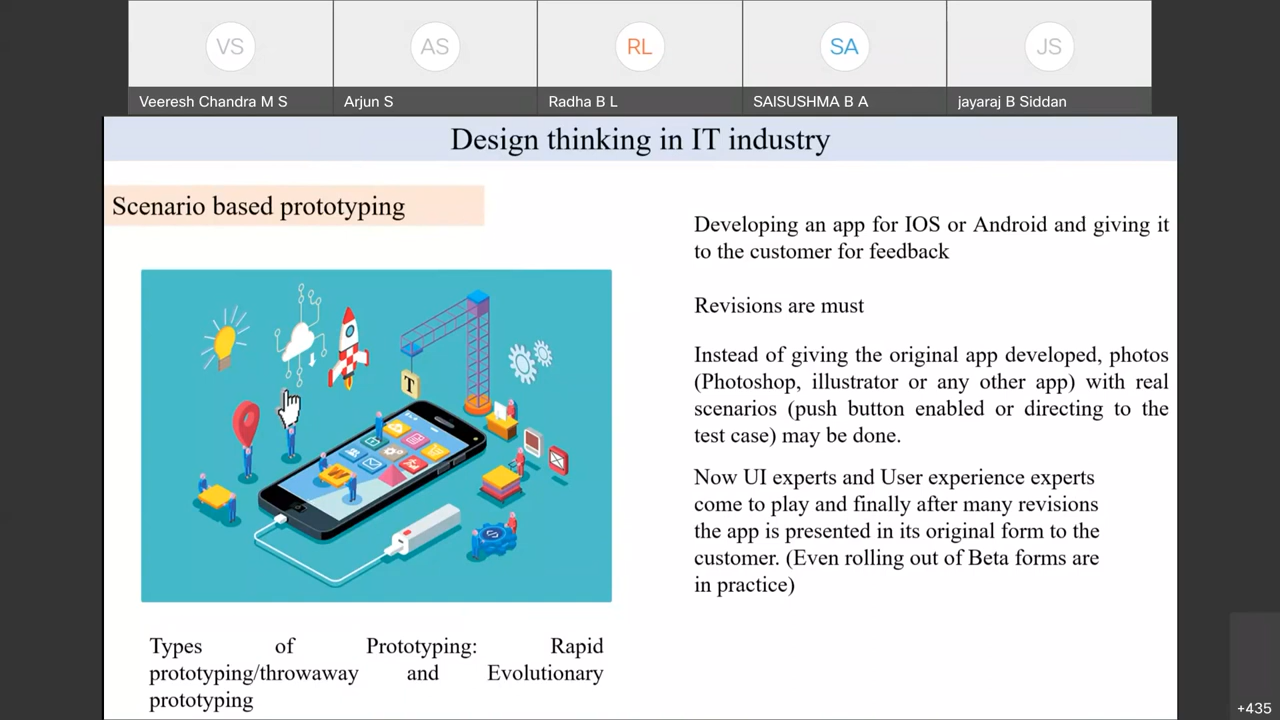 VS
AS
RL
SA
JS
Veeresh Chandra M S
Arjun S
Radha B L
SAISUSHMA B A
jayaraj B Siddan
Design thinking in IT industry
Scenario based prototyping
T
Types of Prototyping: Rapid
prototyping/throwaway and Evolutionary
prototyping
Developing an app for IOS or Android and giving it
to the customer for feedback
Revisions are must
Instead of giving the original app developed, photos
(Photoshop, illustrator or any other app) with real
scenarios (push button enabled or directing to the
test case) may be done.
Now UI experts and User experience experts
come to play and finally after many revisions
the app is presented in its original form to the
customer. (Even rolling out of Beta forms are
in practice)
+435